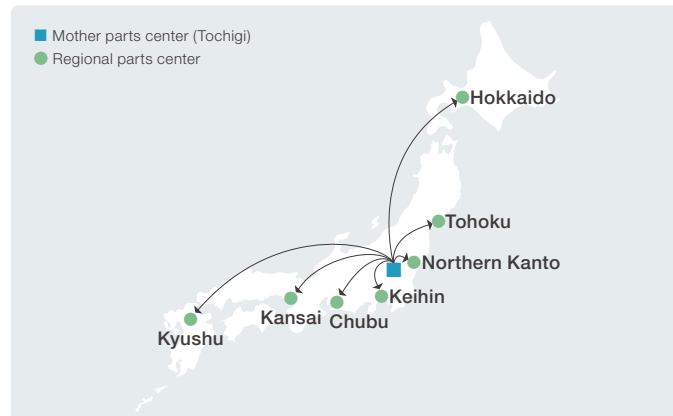 Mother parts center (Tochigi)
Regional parts center
Hokkaido
Tohoku
Northern Kanto
Keihin
Kansai
Chubu
Kyushu